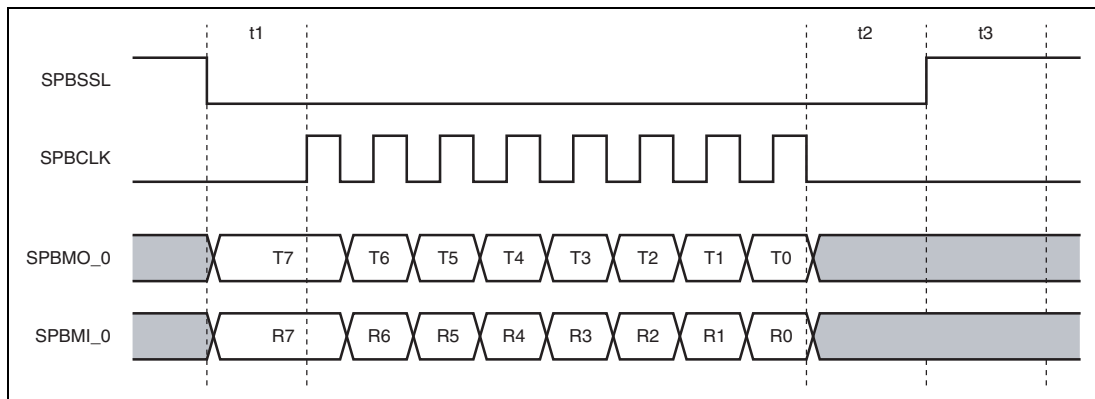 t1 t2 t3
SPBSSL
SPBCLK
SPBMO_0 T7 T6 T5 T4 T3 T2 T1 T0
SPBMI_0 R7 R6 R5 R4 R3 R2 R1 R0